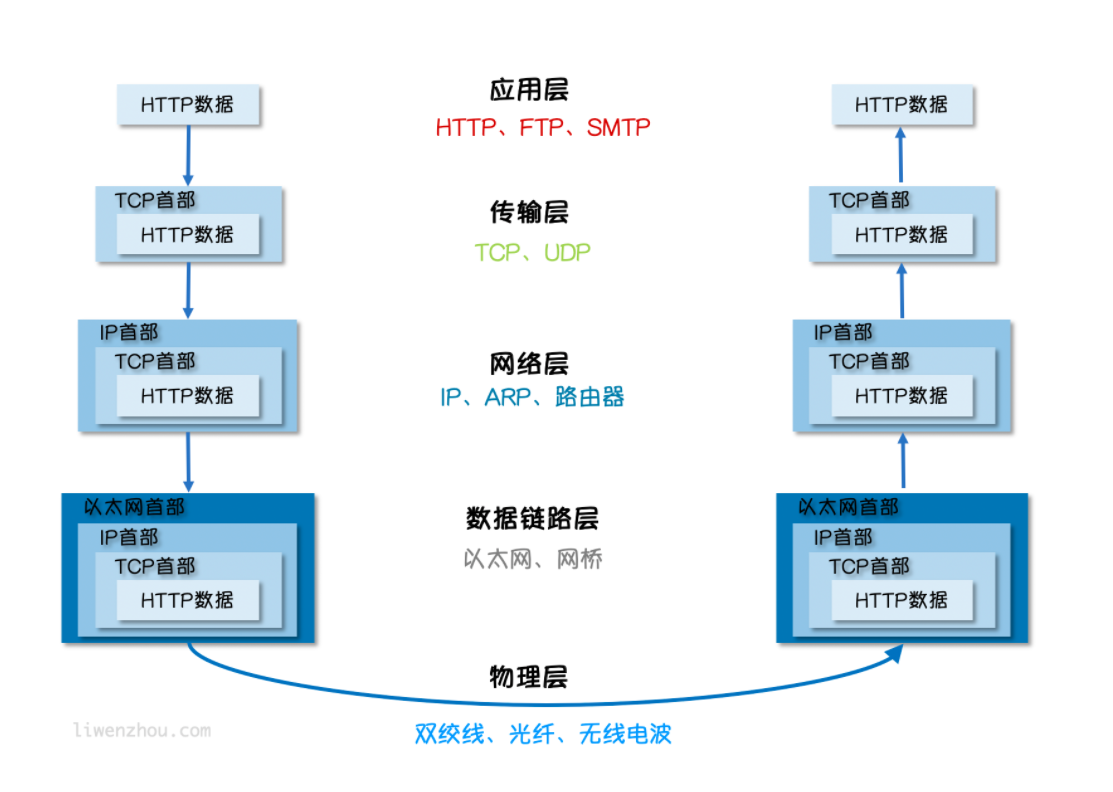 应用层
HTTP数据
HTTP、FTP、SMTP
HTTP数据
TCP首部
HTTP数据
传输层
TCP、UDP
TCP首部
HTTP数据
IP首部
TCP首部
HTTP数据
网络层
IP、ARP、路由器
IP首部
TCP首部
HTTP数据
以太网首部
IP首部
TCP首部
HTTP数据
数据链路层
以太网、网桥
以太网首部
IP首部
TCP首部
HTTP数据
物理层
双绞线、光纤、无线电波
liwenzhou.com